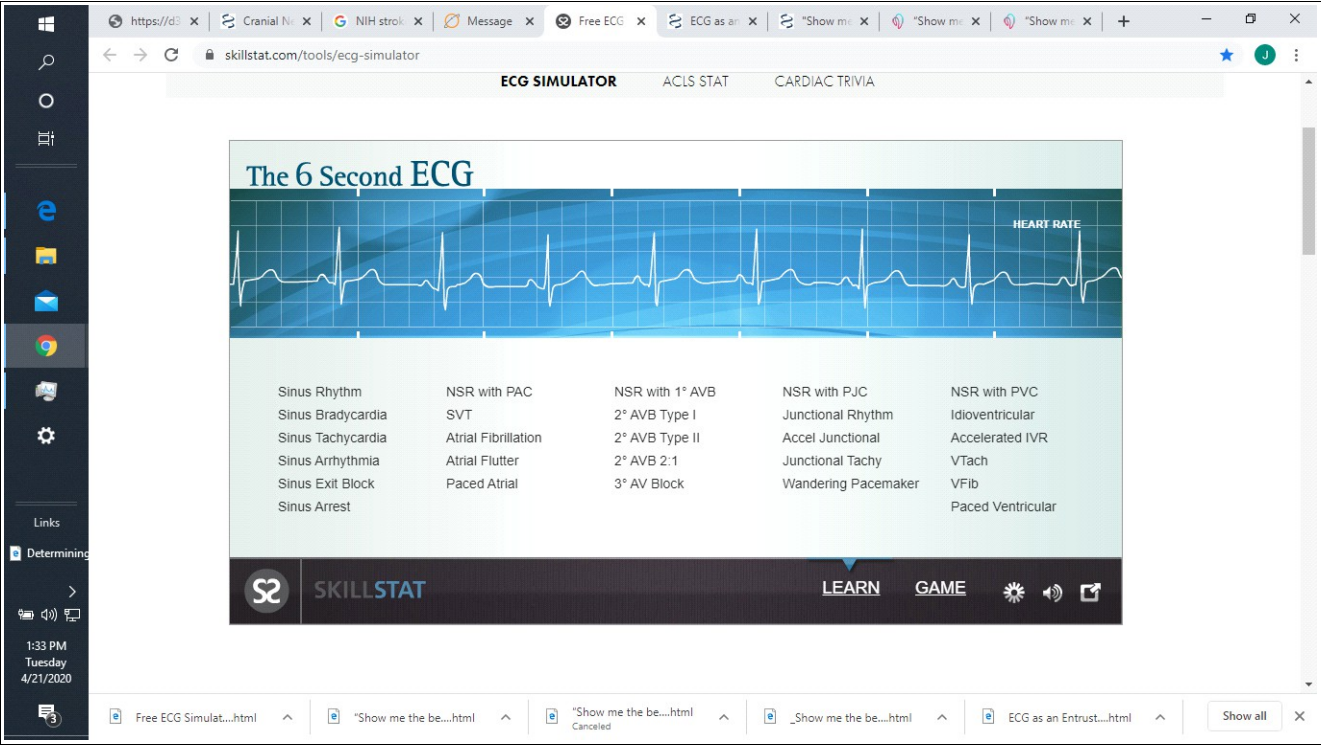 https://d3
Cranial Ne
NIH strok
Message
Free ECG
ECG as an
"Show me
"Show me
"Show me
skillstat.com/tools/ecg-simulator
J
ECG SIMULATOR ACLS STAT CARDIAC TRIVIA
The 6 Second ECG
HEART RATE
Sinus Rhythm NSR with PAC NSR with 1° AVB NSR with PJC NSR with PVC
Sinus Bradycardia SVT 2° AVB Type I Junctional Rhythm Idioventricular
Sinus Tachycardia Atrial Fibrillation 2° AVB Type II Accel Junctional Accelerated IVR
Sinus Arrhythmia Atrial Flutter 2° AVB 2:1 Junctional Tachy VTach
Sinus Exit Block Paced Atrial 3° AV Block Wandering Pacemaker VFib
Sinus Arrest Paced Ventricular
SKILLSTAT
LEARN GAME
Links
Determining
1:33 PM
Tuesday
4/21/2020
3
Free ECG Simulat....html
"Show me the be....html
"Show me the be....html
Canceled
_Show me the be....html
ECG as an Entrust....html
Show all